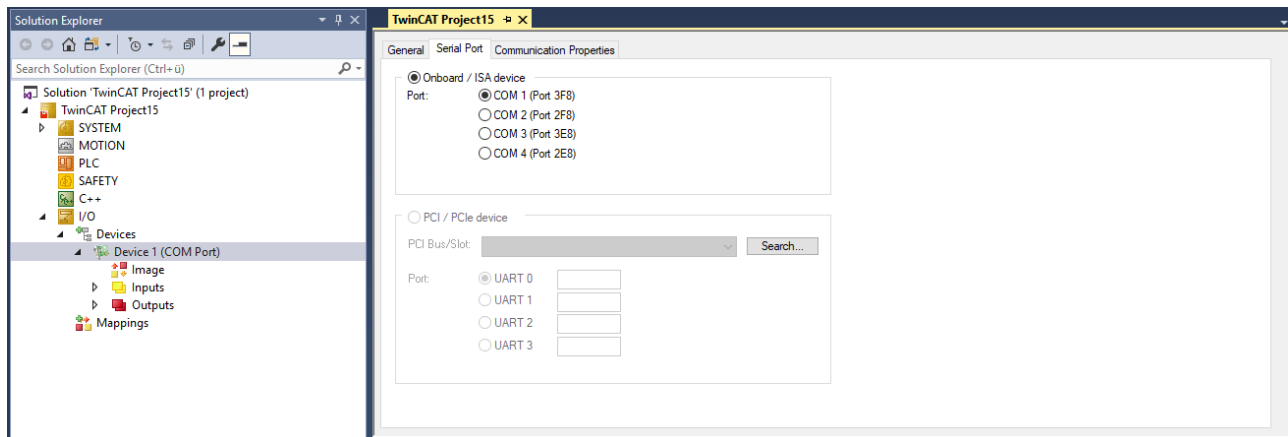 Solution Explorer
Search Solution Explorer (Ctrl+ü)
Solution 'TwinCAT Project15' (1 project)
TwinCAT Project15
SYSTEM
MOTION
PLC
SAFETY
C++
I/O
Devices
Device 1 (COM Port)
Image
Inputs
Outputs
Mappings
TwinCAT Project15
General Serial Port Communication Properties
Onboard / ISA device
Port: COM 1 (Port 3F8)
COM 2 (Port 2F8)
COM 3 (Port 3E8)
COM 4 (Port 2E8)
PCI / PCIe device
PCI Bus/Slot: Search...
Port: UART 0
UART 1
UART 2
UART 3